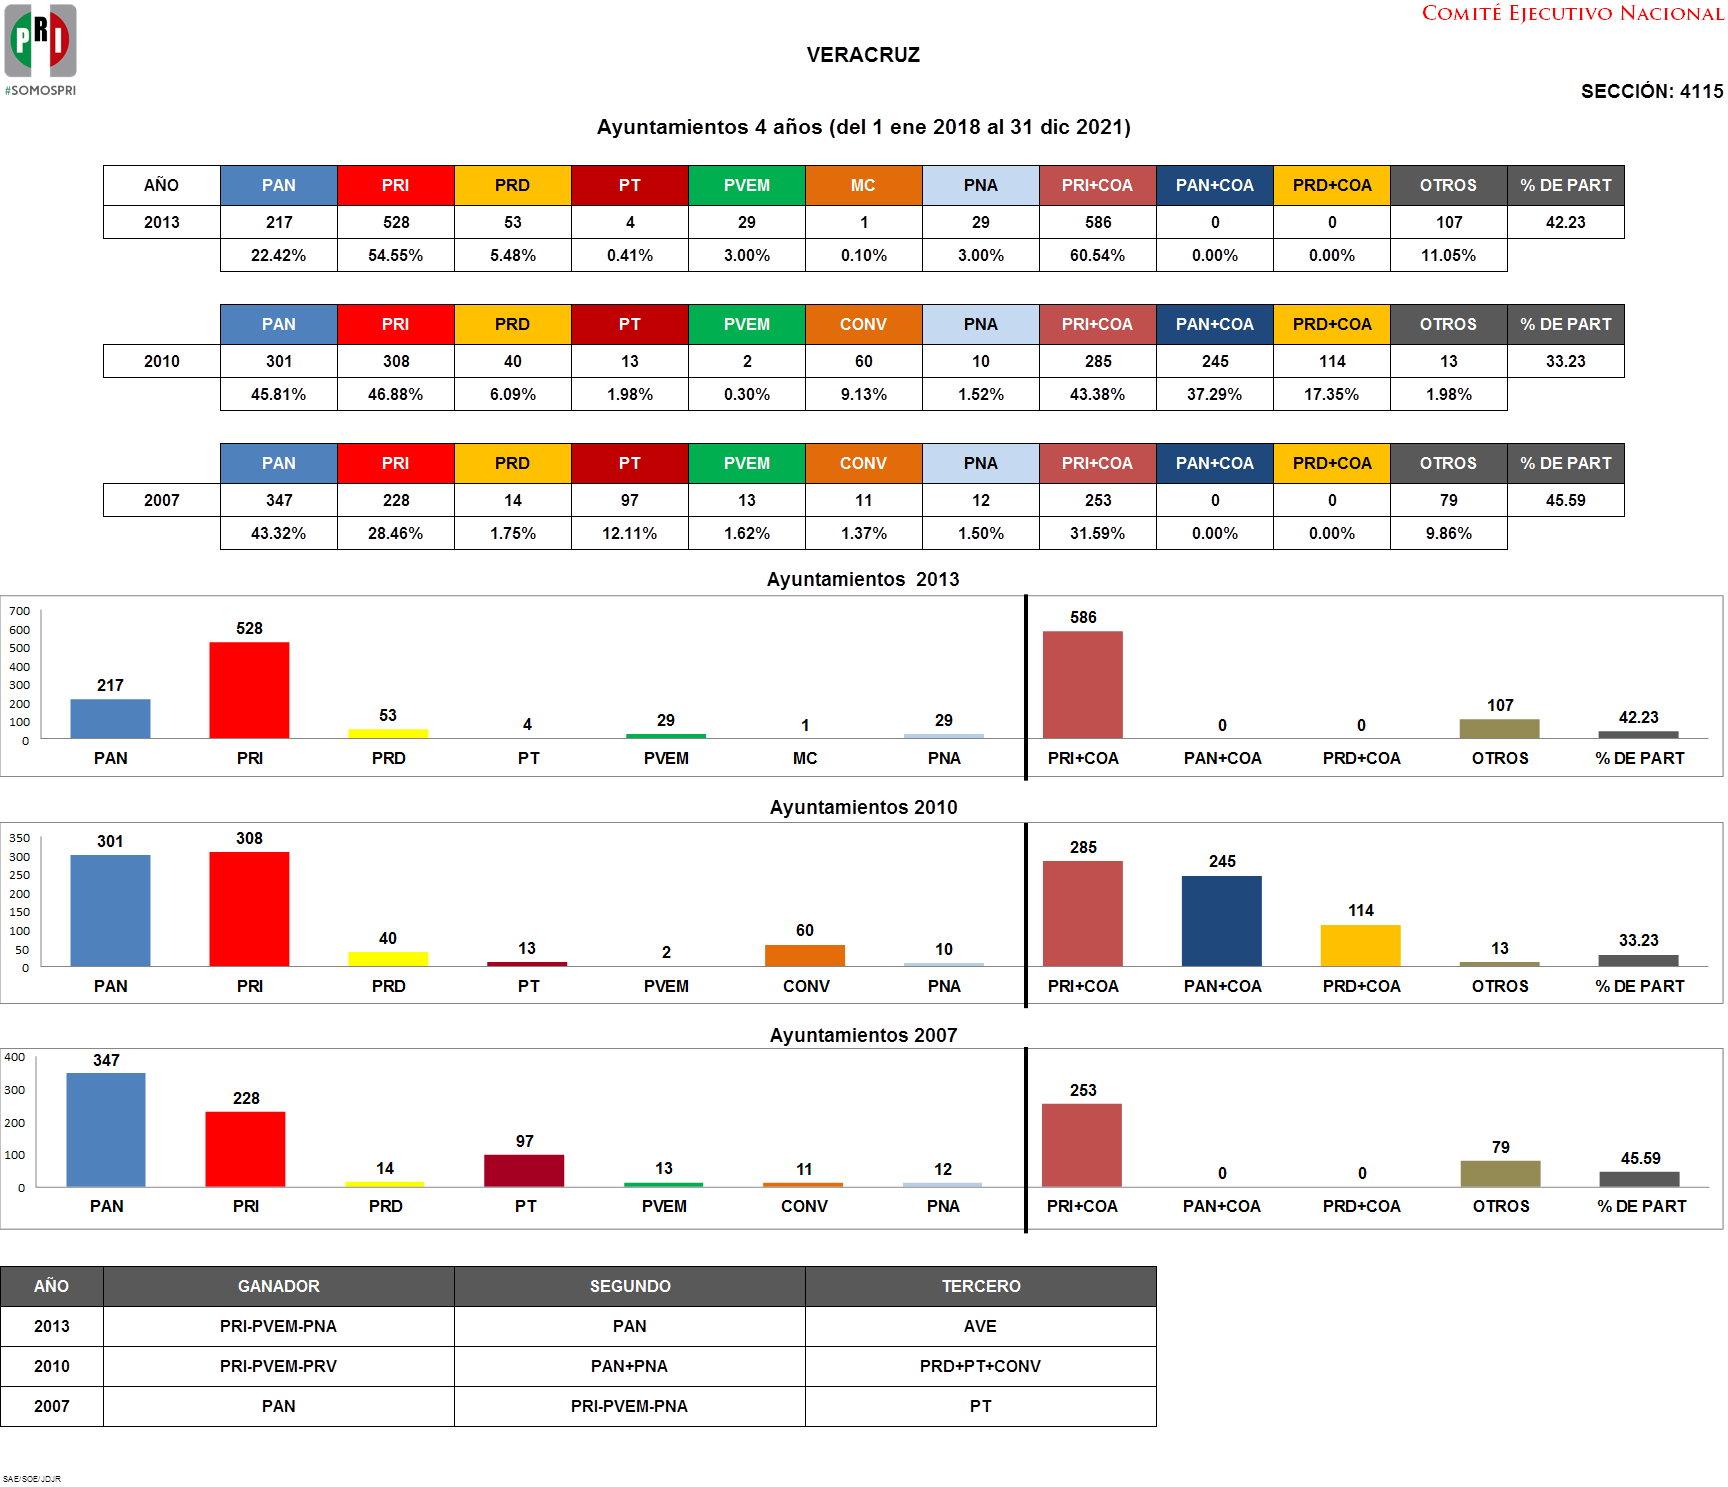 COMITÉ EJECUTIVO NACIONAL
PRI
#SOMOSPRI
VERACRUZ
SECCIÓN: 4115
Ayuntamientos 4 años (del 1 ene 2018 al 31 dic 2021)
AÑO PAN PRI PRD PT PVEM MC PNA PRI+COA PAN+COA PRD+COA OTROS % DE PART
2013 217 528 53 4 29 1 29 586 0 0 107 42.23
22.42% 54.55% 5.48% 0.41% 3.00% 0.10% 3.00% 60.54% 0.00% 0.00% 11.05%
PAN PRI PRD PT PVEM CONV PNA PRI+COA PAN+COA PRD+COA OTROS % DE PART
2010 301 308 40 13 2 60 10 285 245 114 13 33.23
45.81% 46.88% 6.09% 1.98% 0.30% 9.13% 1.52% 43.38% 37.29% 17.35% 1.98%
PAN PRI PRD PT PVEM CONV PNA PRI+COA PAN+COA PRD+COA OTROS % DE PART
2007 347 228 14 97 13 11 12 253 0 0 79 45.59
43.32% 28.46% 1.75% 12.11% 1.62% 1.37% 1.50% 31.59% 0.00% 0.00% 9.86%
Ayuntamientos 2013
700
600
500
400
300
200
100
0
217 528 53 4 29 1 29 586 0 0 107 42.23
PAN PRI PRD PT PVEM MC PNA PRI+COA PAN+COA PRD+COA OTROS % DE PART
Ayuntamientos 2010
350
300
250
200
150
100
50
0
301 308 40 13 2 60 10 285 245 114 13 33.23
PAN PRI PRD PT PVEM CONV PNA PRI+COA PAN+COA PRD+COA OTROS % DE PART
Ayuntamientos 2007
400
300
200
100
0
347 228 14 97 13 11 12 253 0 0 79 45.59
PAN PRI PRD PT PVEM CONV PNA PRI+COA PAN+COA PRD+COA OTROS % DE PART
AÑO GANADOR SEGUNDO TERCERO
2013 PRI-PVEM-PNA PAN AVE
2010 PRI-PVEM-PRV PAN+PNA PRD+PT+CONV
2007 PAN PRI-PVEM-PNA PT
SAE/SOE/JDJR